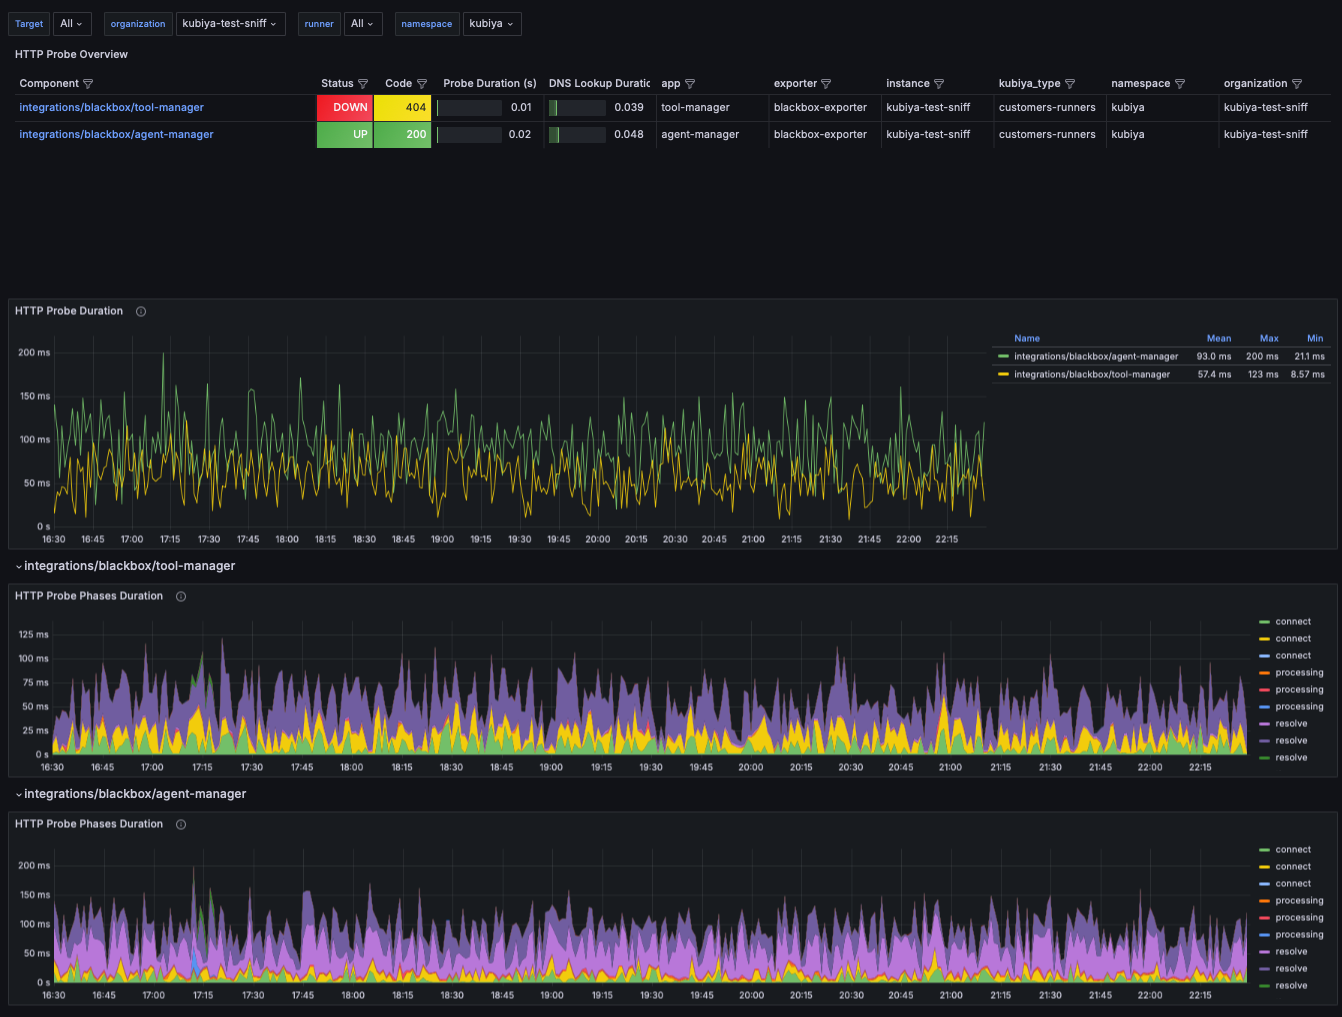 Target All organization kubiya-test-sniff runner All namespace kubiya
HTTP Probe Overview
Component Status Code Probe Duration (s) DNS Lookup Duratic app exporter instance kubiya_type namespace organization
integrations/blackbox/tool-manager DOWN 404 0.01 0.039 tool-manager blackbox-exporter kubiya-test-sniff customers-runners kubiya kubiya-test-sniff
integrations/blackbox/agent-manager UP 200 0.02 0.048 agent-manager blackbox-exporter kubiya-test-sniff customers-runners kubiya kubiya-test-sniff
HTTP Probe Duration
Name Mean Max Min
integrations/blackbox/agent-manager 93.0 ms 200 ms 21.1 ms
integrations/blackbox/tool-manager 57.4 ms 123 ms 8.57 ms
200 ms
150 ms
100 ms
50 ms
0 s
16:30 16:45 17:00 17:15 17:30 17:45 18:00 18:15 18:30 18:45 19:00 19:15 19:30 19:45 20:00 20:15 20:30 20:45 21:00 21:15 21:30 21:45 22:00 22:15
integrations/blackbox/tool-manager
HTTP Probe Phases Duration
125 ms
100 ms
75 ms
50 ms
25 ms
0 s
16:30 16:45 17:00 17:15 17:30 17:45 18:00 18:15 18:30 18:45 19:00 19:15 19:30 19:45 20:00 20:15 20:30 20:45 21:00 21:15 21:30 21:45 22:00 22:15
connect
connect
connect
processing
processing
processing
resolve
resolve
resolve
integrations/blackbox/agent-manager
HTTP Probe Phases Duration
200 ms
150 ms
100 ms
50 ms
0 s
16:30 16:45 17:00 17:15 17:30 17:45 18:00 18:15 18:30 18:45 19:00 19:15 19:30 19:45 20:00 20:15 20:30 20:45 21:00 21:15 21:30 21:45 22:00 22:15
connect
connect
connect
processing
processing
processing
resolve
resolve
resolve